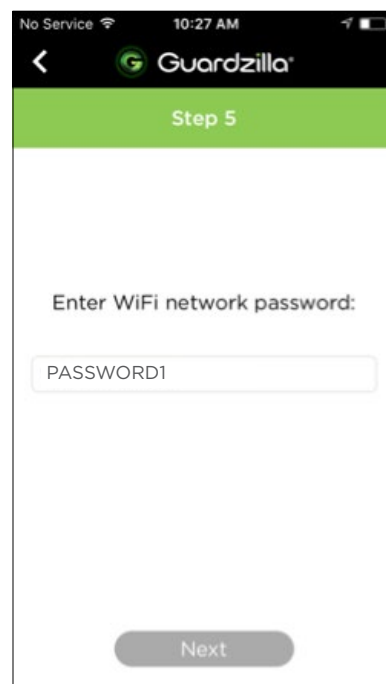 No Service 10:27 AM
G Guardzilla®
Step 5
Enter WiFi network password:
PASSWORD1
Next